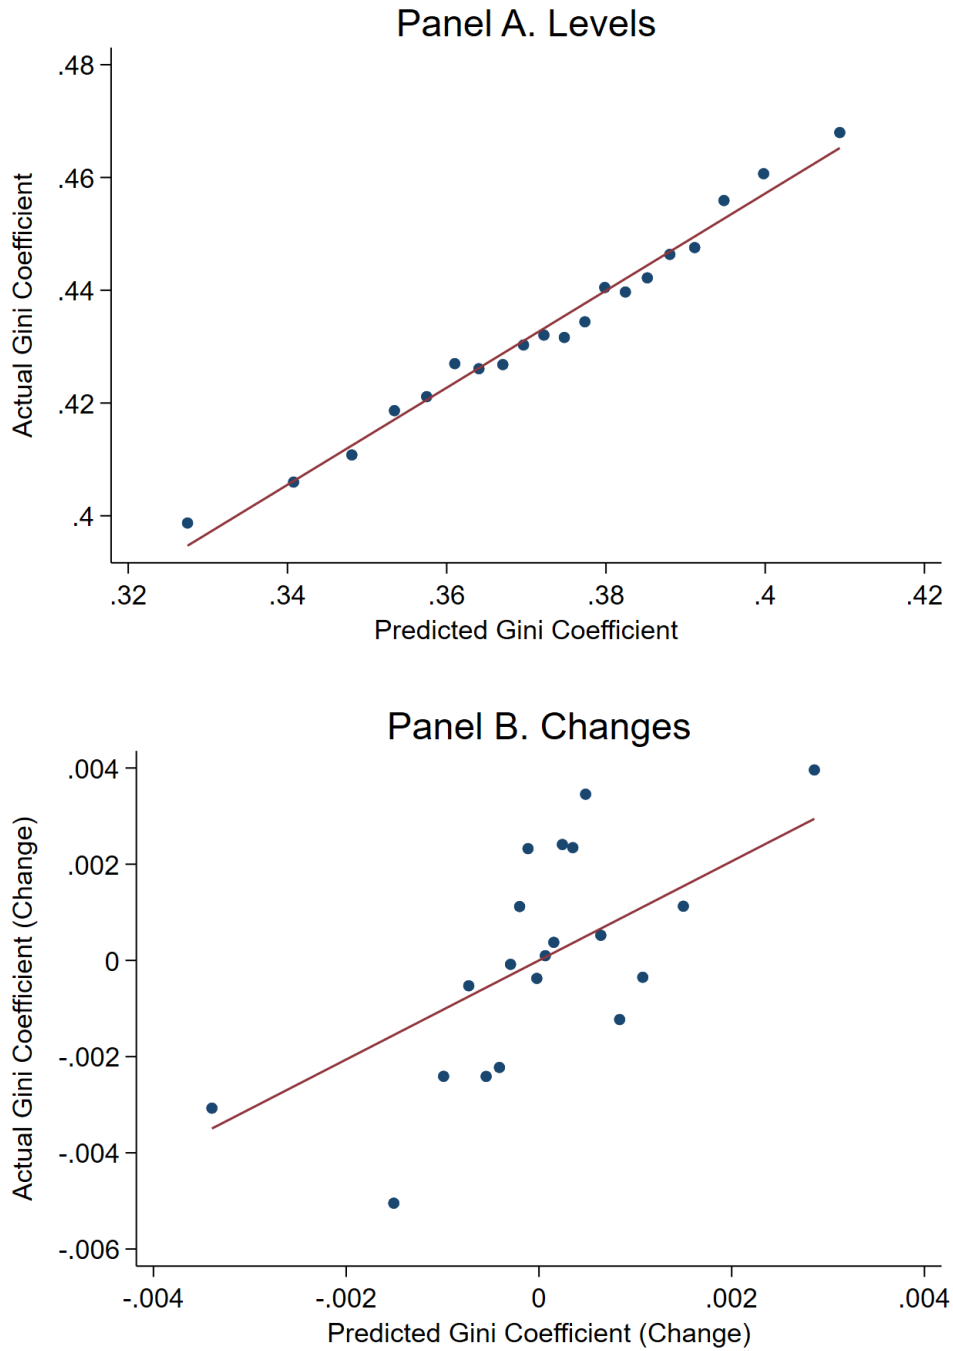 Panel A. Levels
.48
.46
.44
.42
.4
Actual Gini Coefficient
.32 .34 .36 .38 .4 .42
Predicted Gini Coefficient
Panel B. Changes
.004
.002
0
-.002
-.004
-.006
Actual Gini Coefficient (Change)
-.004 -.002 0 .002 .004
Predicted Gini Coefficient (Change)